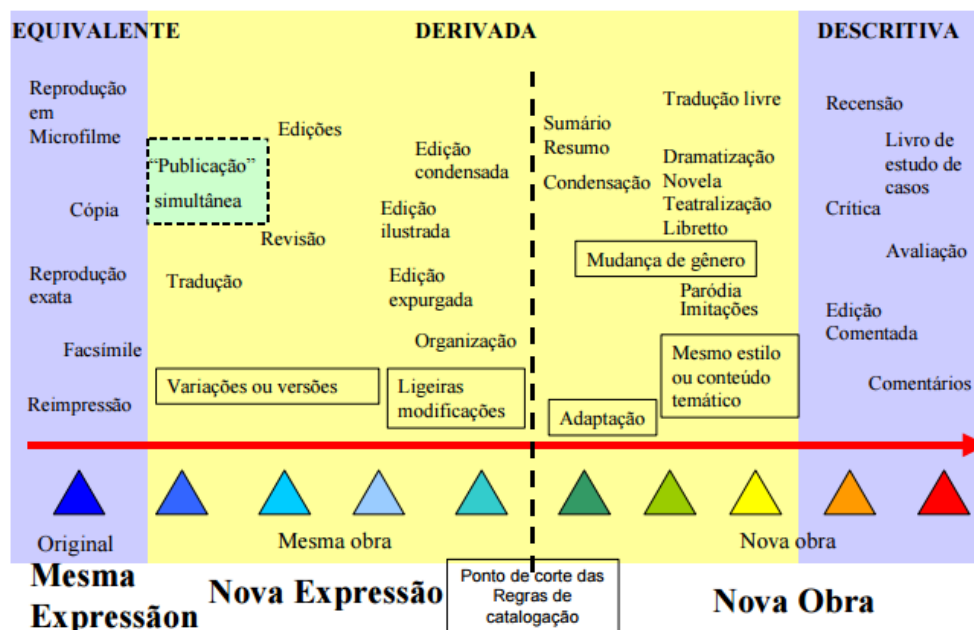 EQUIVALENTE
DERIVADA
DESCRITIVA
Reprodução
em
Microfilme
Cópia
Reprodução
exata
Facsímile
Reimpressão
“Publicação”
simultânea
Edições
Revisão
Tradução
Variações ou versões
Edição
condensada
Edição
ilustrada
Edição
expurgada
Organização
Ligeiras
modificações
Sumário
Resumo
Condensação
Tradução livre
Dramatização
Novela
Teatralização
Libretto
Mudança de gênero
Paródia
Imitações
Mesmo estilo
ou conteúdo
temático
Adaptação
Recensão
Livro de
estudo de
casos
Crítica
Avaliação
Edição
Comentada
Comentários
Original
Mesma obra
Nova obra
Mesma
Expressãon
Nova Expressão
Ponto de corte das
Regras de
catalogação
Nova Obra